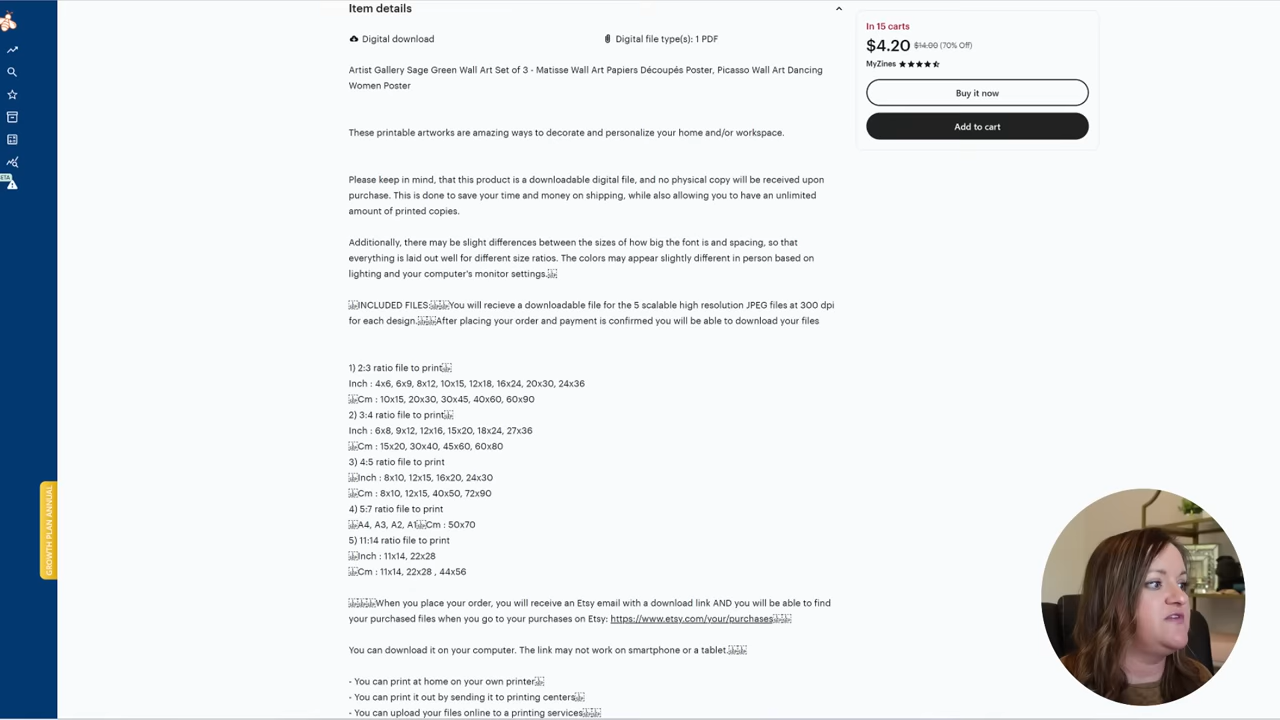 Item details
Digital download
Digital file type(s): 1 PDF
Artist Gallery Sage Green Wall Art Set of 3 - Matisse Wall Art Papiers Découpés Poster, Picasso Wall Art Dancing
Women Poster
These printable artworks are amazing ways to decorate and personalize your home and/or workspace.
Please keep in mind, that this product is a downloadable digital file, and no physical copy will be received upon
purchase. This is done to save your time and money on shipping, while also allowing you to have an unlimited
amount of printed copies.
Additionally, there may be slight differences between the sizes of how big the font is and spacing, so that
everything is laid out well for different size ratios. The colors may appear slightly different in person based on
lighting and your computer's monitor settings.
INCLUDED FILES: You will recieve a downloadable file for the 5 scalable high resolution JPEG files at 300 dpi
for each design. After placing your order and payment is confirmed you will be able to download your files
1) 2:3 ratio file to print
Inch : 4x6, 6x9, 8x12, 10x15, 12x18, 16x24, 20x30, 24x36
Cm : 10x15, 20x30, 30x45, 40x60, 60x90
2) 3:4 ratio file to print
Inch : 6x8, 9x12, 12x16, 15x20, 18x24, 27x36
Cm : 15x20, 30x40, 45x60, 60x80
3) 4:5 ratio file to print
Inch : 8x10, 12x15, 16x20, 24x30
Cm : 8x10, 12x15, 40x50, 72x90
4) 5:7 ratio file to print
A4, A3, A2, A1 Cm : 50x70
5) 11:14 ratio file to print
Inch : 11x14, 22x28
Cm : 11x14, 22x28 , 44x56
When you place your order, you will receive an Etsy email with a download link AND you will be able to find
your purchased files when you go to your purchases on Etsy: https://www.etsy.com/your/purchases
You can download it on your computer. The link may not work on smartphone or a tablet.
- You can print at home on your own printer
- You can print it out by sending it to printing centers
- You can upload your files online to a printing services
In 15 carts
$4.20 $14.00 (70% Off)
MyZines
Buy it now
Add to cart
GROWTH PLAN ANNUAL